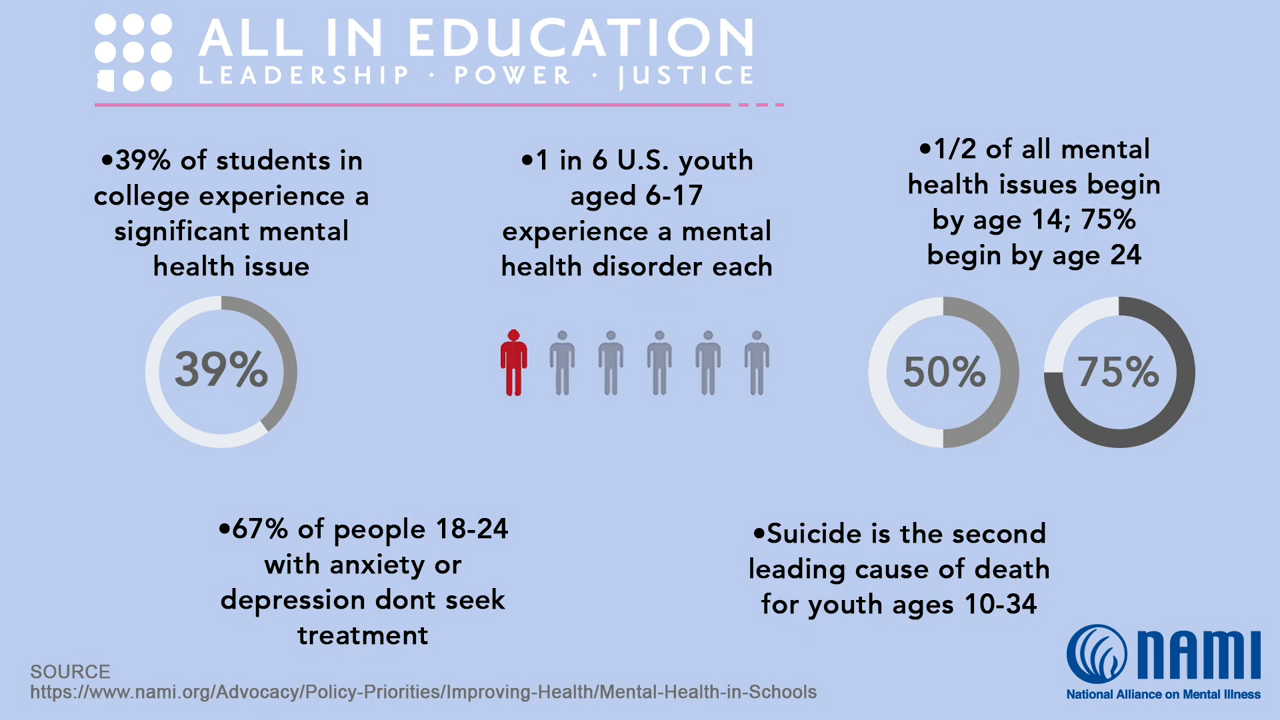 ALL IN EDUCATION
LEADERSHIP · POWER · JUSTICE
•39% of students in
college experience a
significant mental
health issue
39%
•1 in 6 U.S. youth
aged 6-17
experience a mental
health disorder each
•1/2 of all mental
health issues begin
by age 14; 75%
begin by age 24
50%
75%
•67% of people 18-24
with anxiety or
depression dont seek
treatment
•Suicide is the second
leading cause of death
for youth ages 10-34
SOURCE
https://www.nami.org/Advocacy/Policy-Priorities/Improving-Health/Mental-Health-in-Schools
NAMI
National Alliance on Mental Illness